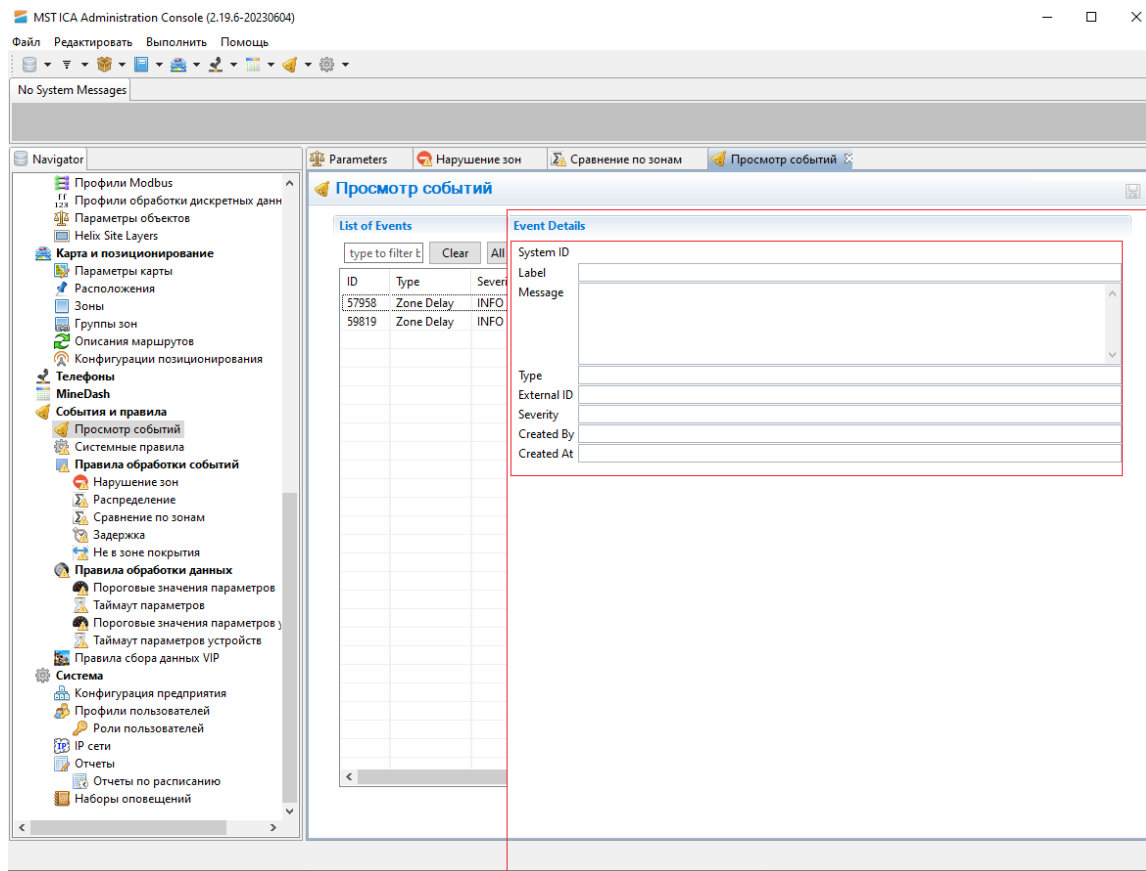 MST ICA Administration Console (2.19.6-20230604)
Файл Редактировать Выполнить Помощь
No System Messages
Navigator
Профили Modbus
Профили обработки дискретных данн
Параметры объектов
Helix Site Layers
Карта и позиционирование
Параметры карты
Расположения
Зоны
Группы зон
Описания маршрутов
Конфигурации позиционирования
Телефоны
MineDash
События и правила
Просмотр событий
Системные правила
Правила обработки событий
Нарушение зон
Распределение
Сравнение по зонам
Задержка
Не в зоне покрытия
Правила обработки данных
Пороговые значения параметров
Таймаут параметров
Пороговые значения параметров у
Таймаут параметров устройств
Правила сбора данных VIP
Система
Конфигурация предприятия
Профили пользователей
Роли пользователей
IP сети
Отчеты
Отчеты по расписанию
Наборы оповещений
Parameters Нарушение зон Сравнение по зонам Просмотр событий
Просмотр событий
List of Events
type to filter t Clear All
ID Type Severi
57958 Zone Delay INFO
59819 Zone Delay INFO
Event Details
System ID
Label
Message
Type
External ID
Severity
Created By
Created At